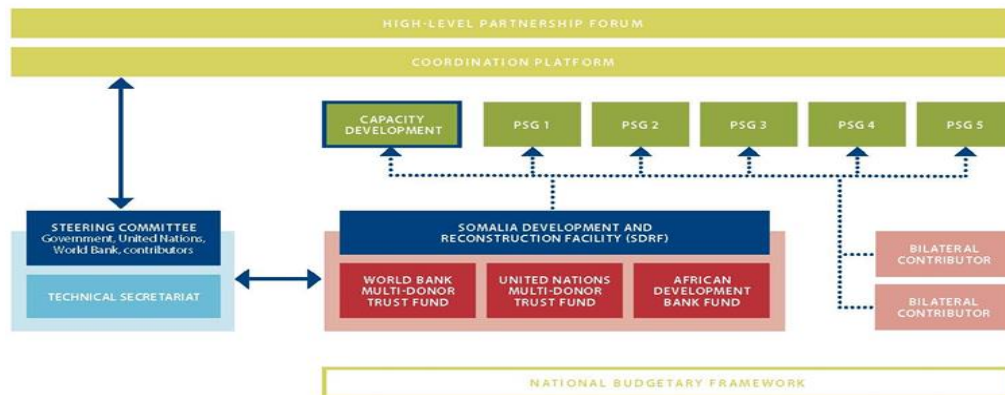 HIGH-LEVEL PARTNERSHIP FORUM
COORDINATION PLATFORM
CAPACITY
DEVELOPMENT
PSG 1
PSG 2
PSG 3
PSG 4
PSG 5
STEERING COMMITTEE
Government, United Nations,
World Bank, contributors
TECHNICAL SECRETARIAT
SOMALIA DEVELOPMENT AND
RECONSTRUCTION FACILITY (SDRF)
WORLD BANK
MULTI-DONOR
TRUST FUND
UNITED NATIONS
MULTI-DONOR
TRUST FUND
AFRICAN
DEVELOPMENT
BANK FUND
BILATERAL
CONTRIBUTOR
BILATERAL
CONTRIBUTOR
NATIONAL BUDGETARY FRAMEWORK